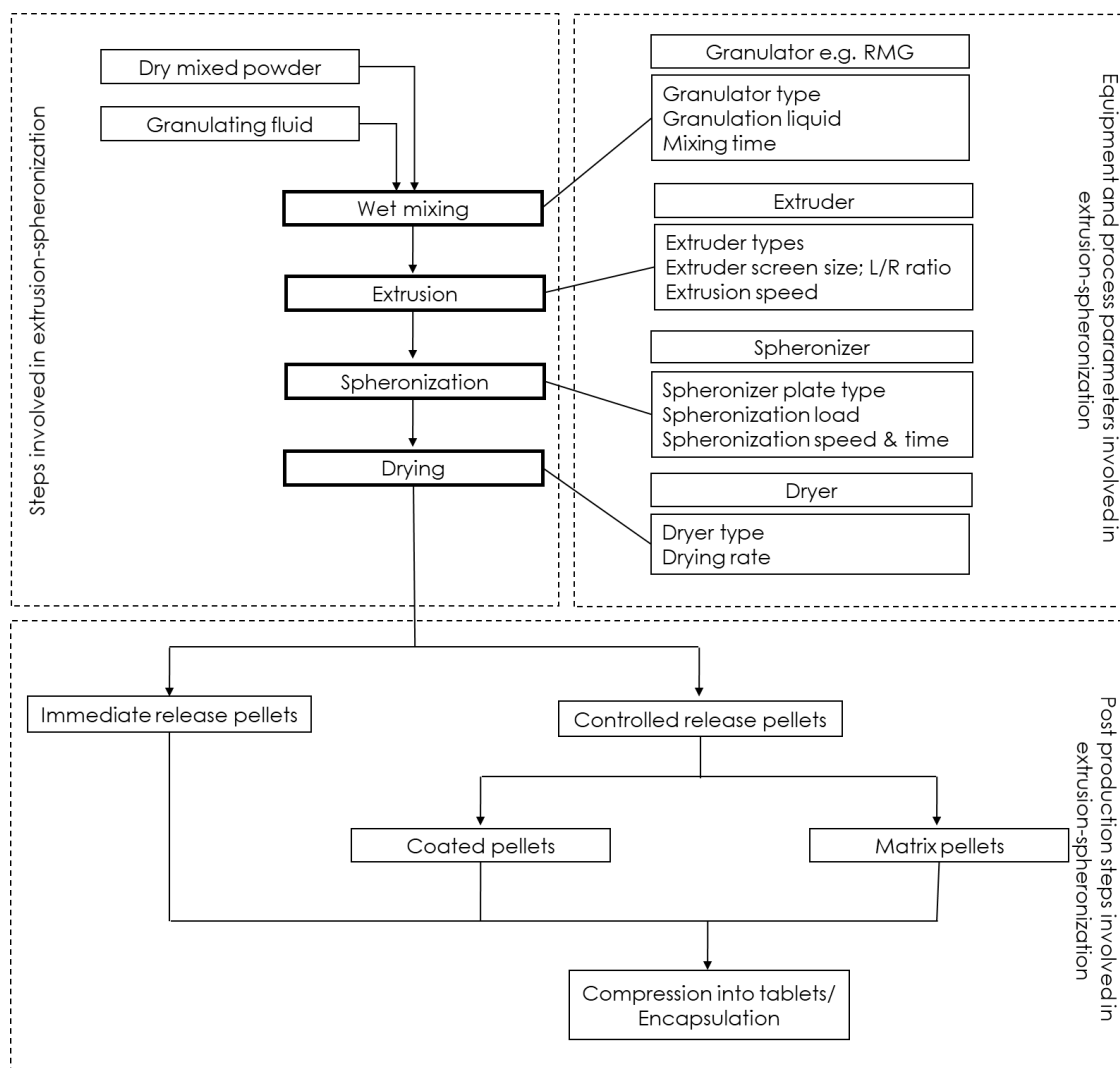 Steps involved in extrusion-spheronization
Dry mixed powder
Granulating fluid
Wet mixing
Extrusion
Spheronization
Drying
Granulator e.g. RMG
Granulator type
Granulation liquid
Mixing time
Extruder
Extruder types
Extruder screen size; L/R ratio
Extrusion speed
Spheronizer
Spheronizer plate type
Spheronization load
Spheronization speed & time
Dryer
Dryer type
Drying rate
Equipment and process parameters involved in
extrusion-spheronization
Immediate release pellets
Controlled release pellets
Coated pellets
Matrix pellets
Compression into tablets/
Encapsulation
Post production steps involved in
extrusion-spheronization